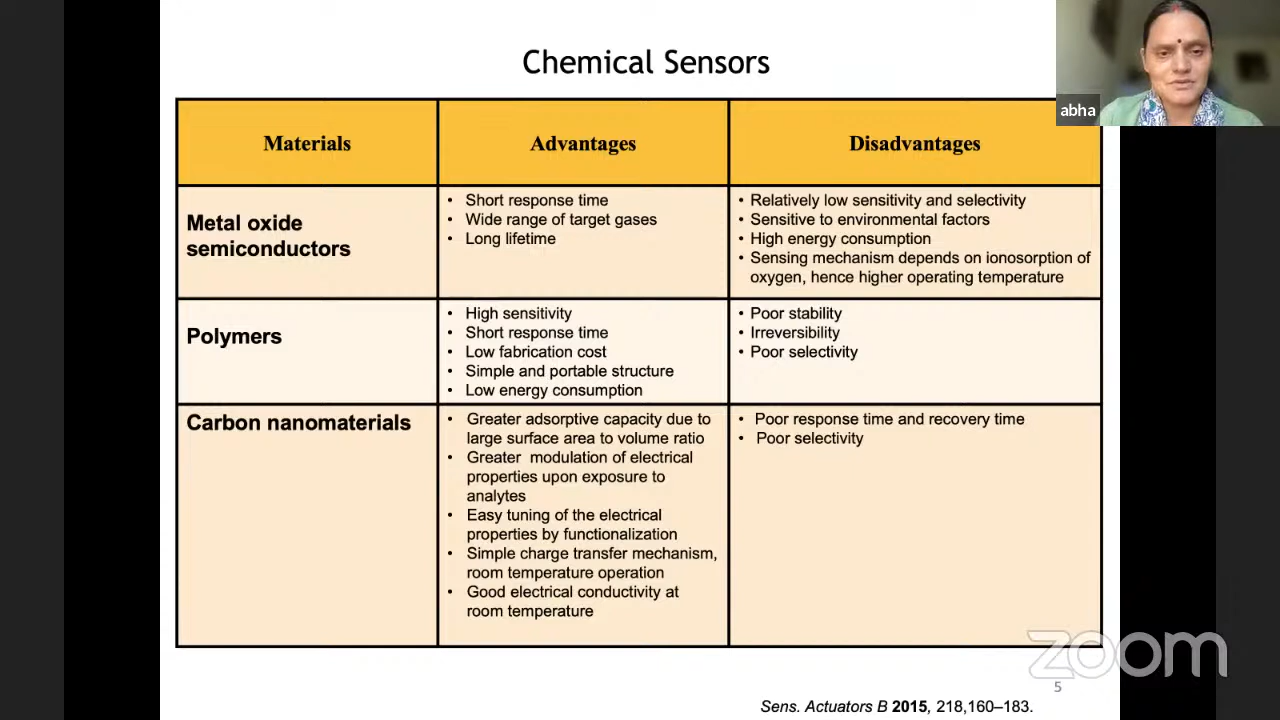 Chemical Sensors
abha
Materials
Advantages
Disadvantages
Metal oxide
semiconductors
• Short response time
• Wide range of target gases
• Long lifetime
• Relatively low sensitivity and selectivity
• Sensitive to environmental factors
• High energy consumption
• Sensing mechanism depends on ionosorption of
oxygen, hence higher operating temperature
Polymers
• High sensitivity
• Short response time
• Low fabrication cost
• Simple and portable structure
• Low energy consumption
• Poor stability
• Irreversibility
• Poor selectivity
Carbon nanomaterials
• Greater adsorptive capacity due to
large surface area to volume ratio
• Greater modulation of electrical
properties upon exposure to
analytes
• Easy tuning of the electrical
properties by functionalization
• Simple charge transfer mechanism,
room temperature operation
• Good electrical conductivity at
room temperature
• Poor response time and recovery time
• Poor selectivity
zoom
5
Sens. Actuators B 2015, 218,160–183.